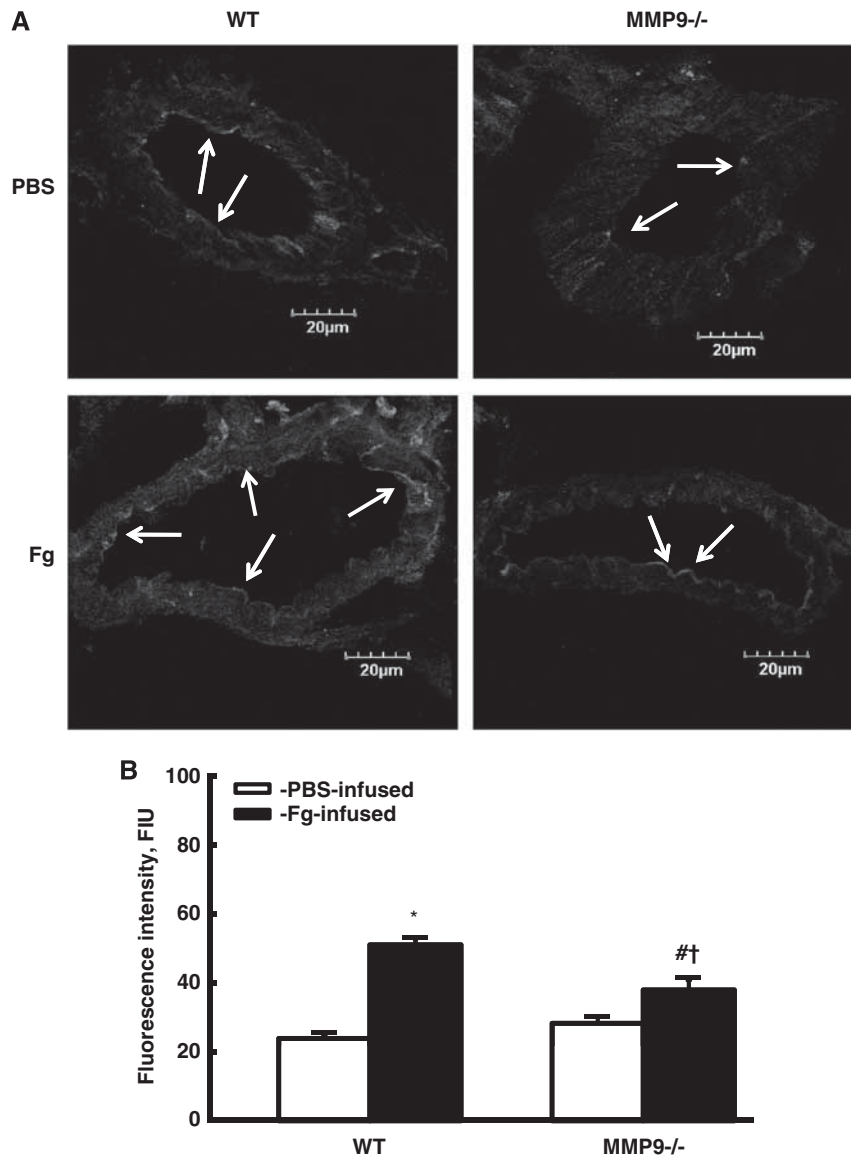 A
WT
MMP9-/-
PBS
20µm
20µm
Fg
20µm
20µm
B
100
80
60
40
20
0
Fluorescence intensity, FIU
-PBS-infused
-Fg-infused
*
#†
WT
MMP9-/-